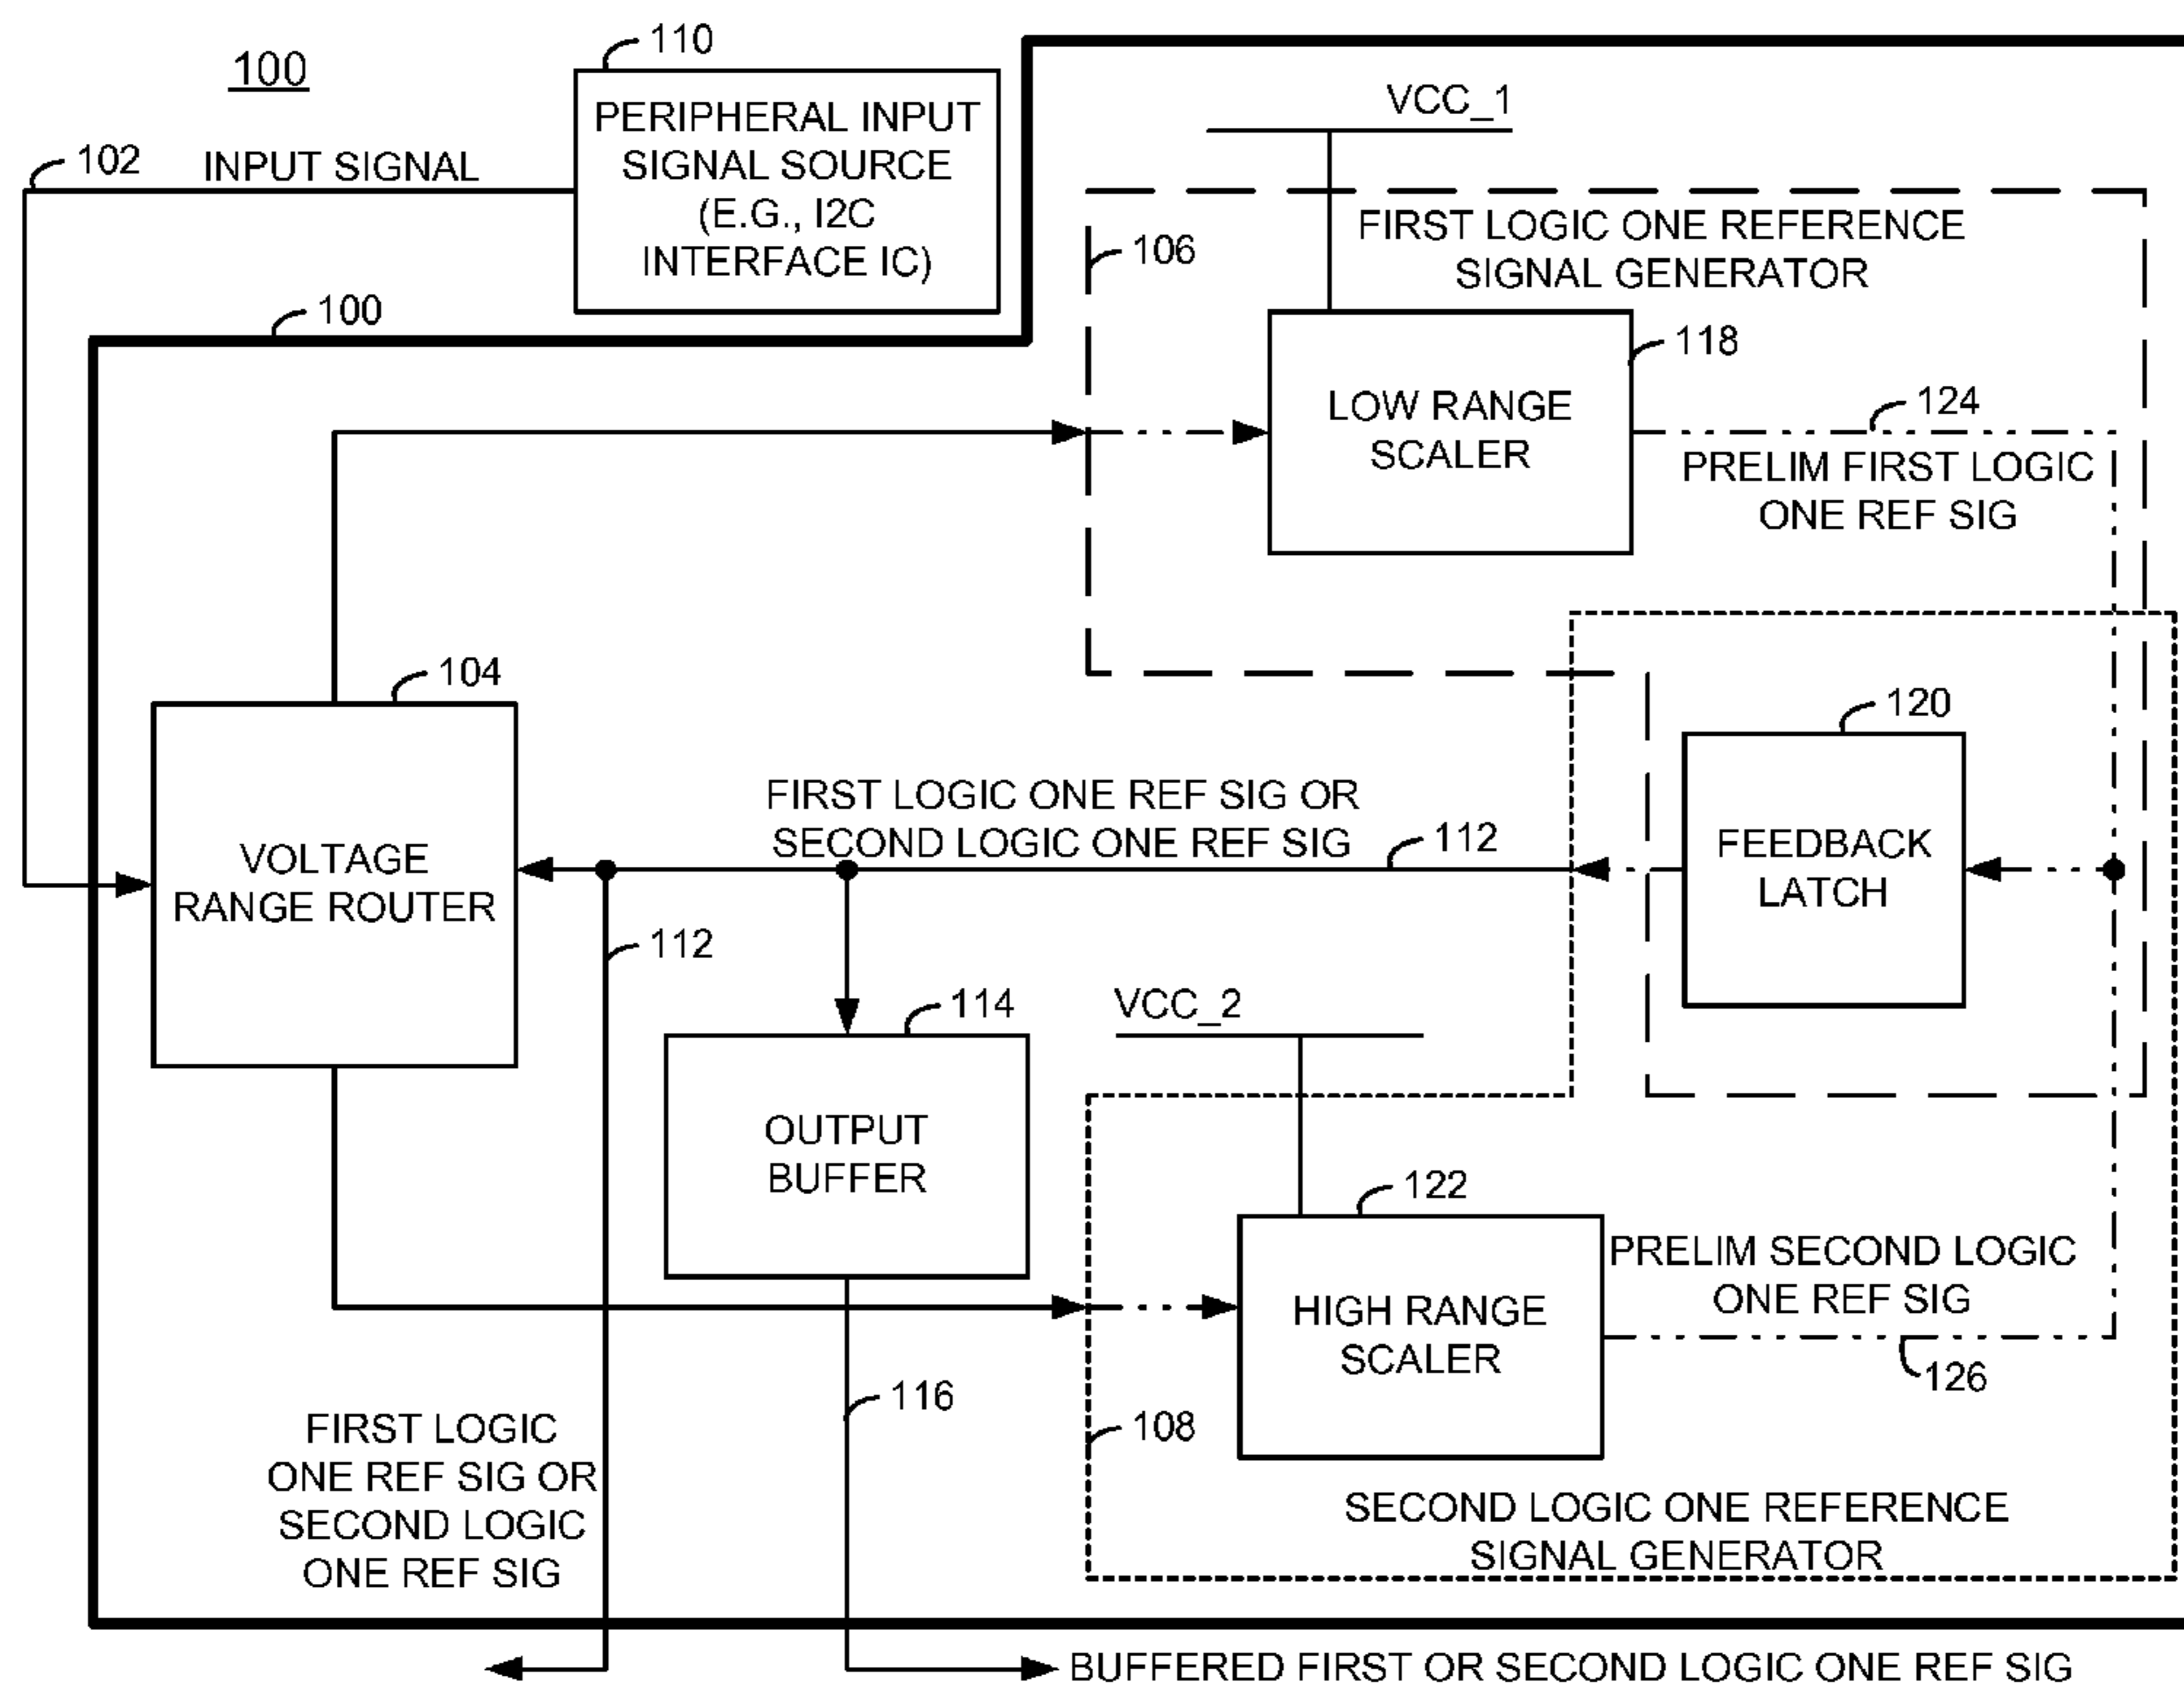 100
110
PERIPHERAL INPUT
SIGNAL SOURCE
(E.G., I2C
INTERFACE IC)
102
INPUT SIGNAL
100
VCC_1
106
FIRST LOGIC ONE REFERENCE
SIGNAL GENERATOR
118
LOW RANGE
SCALER
124
PRELIM FIRST LOGIC
ONE REF SIG
104
VOLTAGE
RANGE ROUTER
FIRST LOGIC ONE REF SIG OR
SECOND LOGIC ONE REF SIG
112
120
FEEDBACK
LATCH
112
114
OUTPUT
BUFFER
VCC_2
122
HIGH RANGE
SCALER
PRELIM SECOND LOGIC
ONE REF SIG
126
116
108
FIRST LOGIC
ONE REF SIG OR
SECOND LOGIC
ONE REF SIG
SECOND LOGIC ONE REFERENCE
SIGNAL GENERATOR
BUFFERED FIRST OR SECOND LOGIC ONE REF SIG